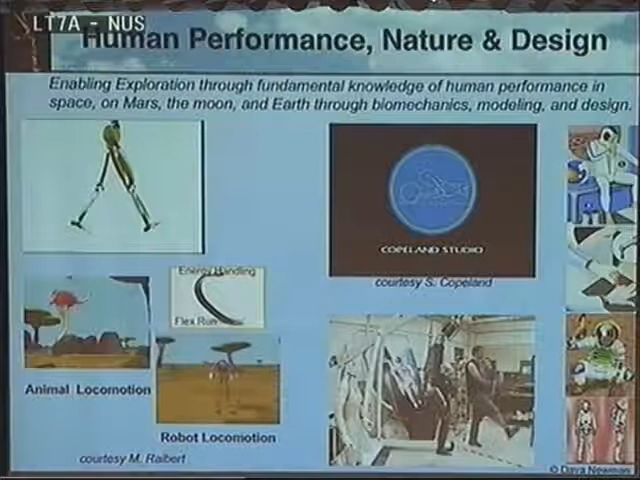 LT7A - NUS
Human Performance, Nature & Design
Enabling Exploration through fundamental knowledge of human performance in
space, on Mars, the moon, and Earth through biomechanics, modeling, and design.
COPELAND STUDIO
courtesy S. Copeland
Energy Handling
Flex Run
Animal Locomotion
Robot Locomotion
courtesy M. Raibert
© Dava Newman